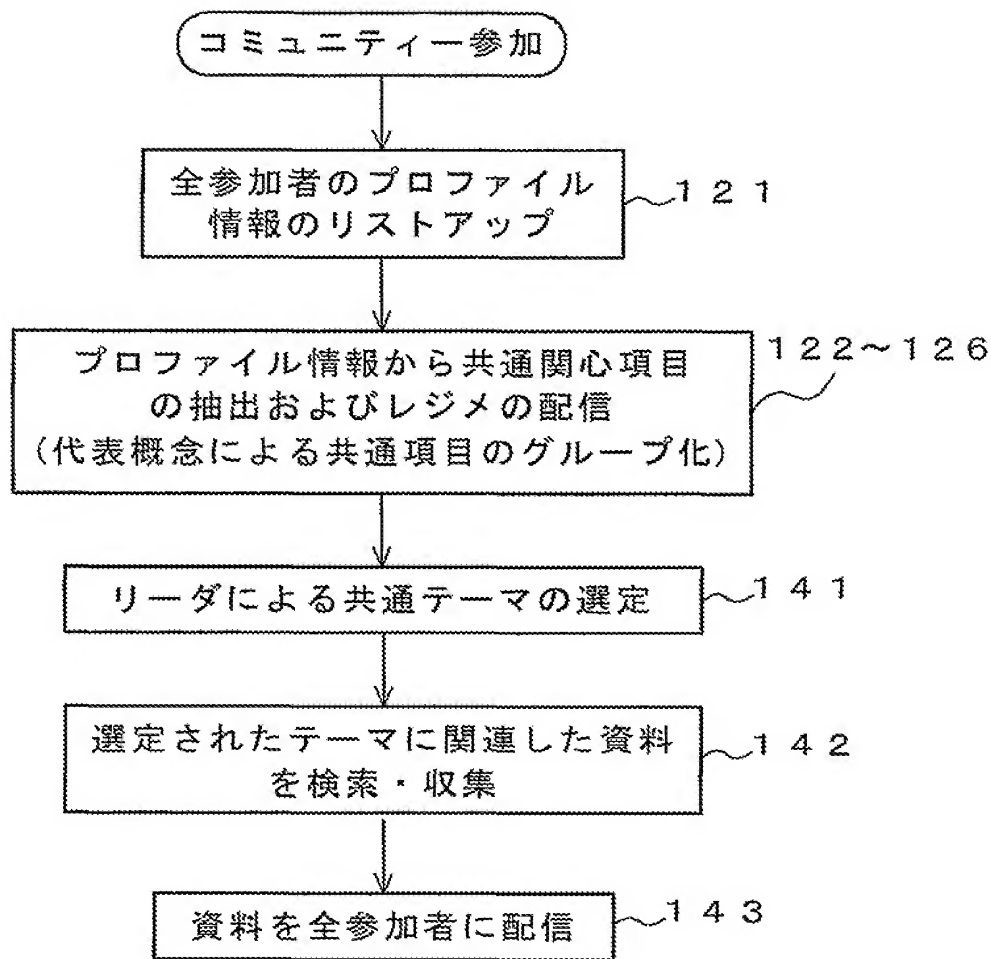 コミュニティー参加
全参加者のプロファイル
情報のリストアップ
121
プロファイル情報から共通関心項目
の抽出およびレジメの配信
(代表概念による共通項目のグループ化)
122~126
リーダによる共通テーマの選定
141
選定されたテーマに関連した資料
を検索・収集
142
資料を全参加者に配信
143